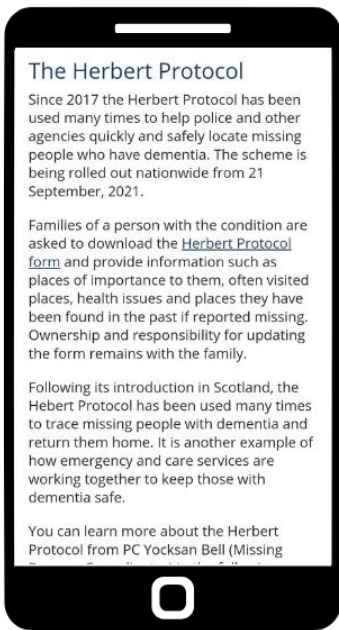 The Herbert Protocol
Since 2017 the Herbert Protocol has been
used many times to help police and other
agencies quickly and safely locate missing
people who have dementia. The scheme is
being rolled out nationwide from 21
September, 2021.
Families of a person with the condition are
asked to download the Herbert Protocol
form and provide information such as
places of importance to them, often visited
places, health issues and places they have
been found in the past if reported missing.
Ownership and responsibility for updating
the form remains with the family.
Following its introduction in Scotland, the
Hebert Protocol has been used many times
to trace missing people with dementia and
return them home. It is another example of
how emergency and care services are
working together to keep those with
dementia safe.
You can learn more about the Herbert
Protocol from PC Yocksan Bell (Missing